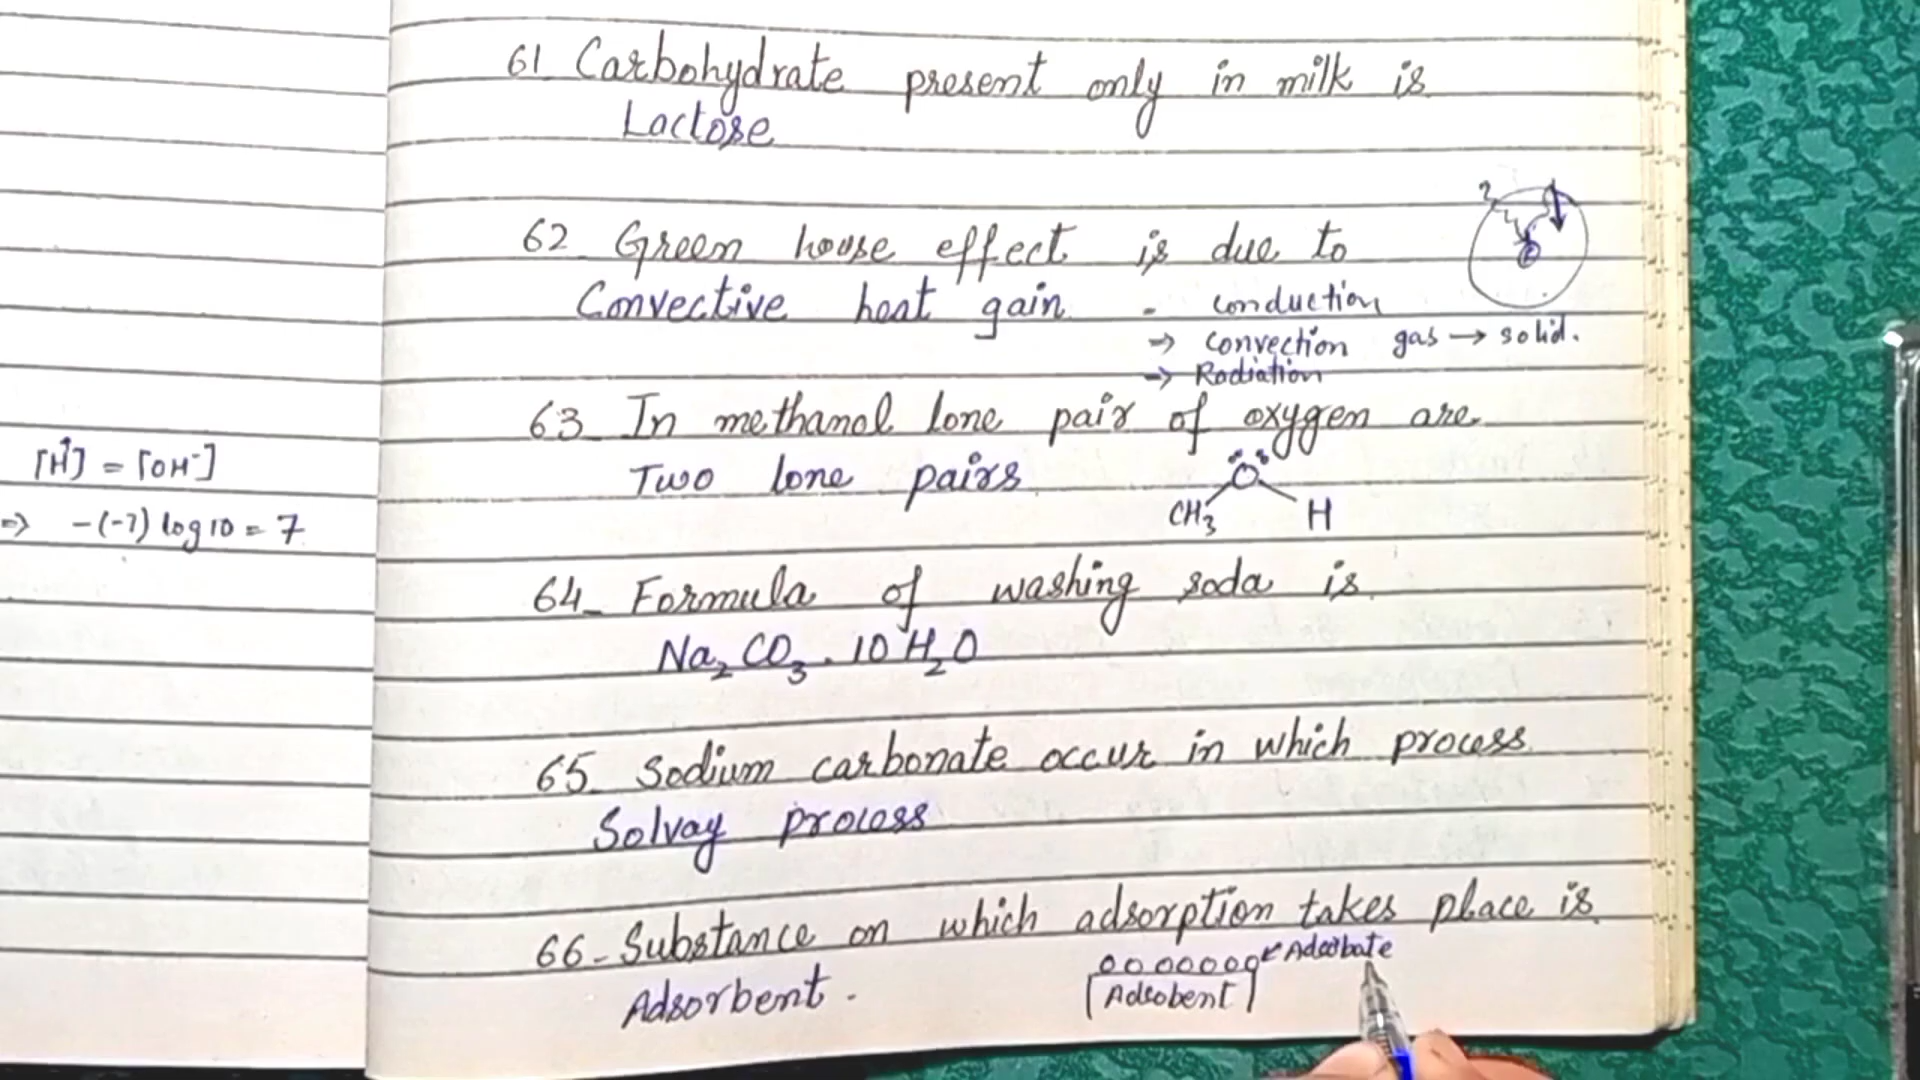 [H⁺] = [OH⁻]
⇒ -(-7) log 10 = 7
61 Carbohydrate present only in milk is
Lactose
62 Green house effect is due to
Convective heat gain - conduction
→ convection gas → solid.
→ Radiation
63 In methanol lone pair of oxygen are
Two lone pairs
O
CH₃ H
64 Formula of washing soda is
Na₂CO₃ . 10 H₂O
65 Sodium carbonate occur in which process
Solvay process
66 - Substance on which adsorption takes place is
Adsorbate
Adsorbent . Adsobent